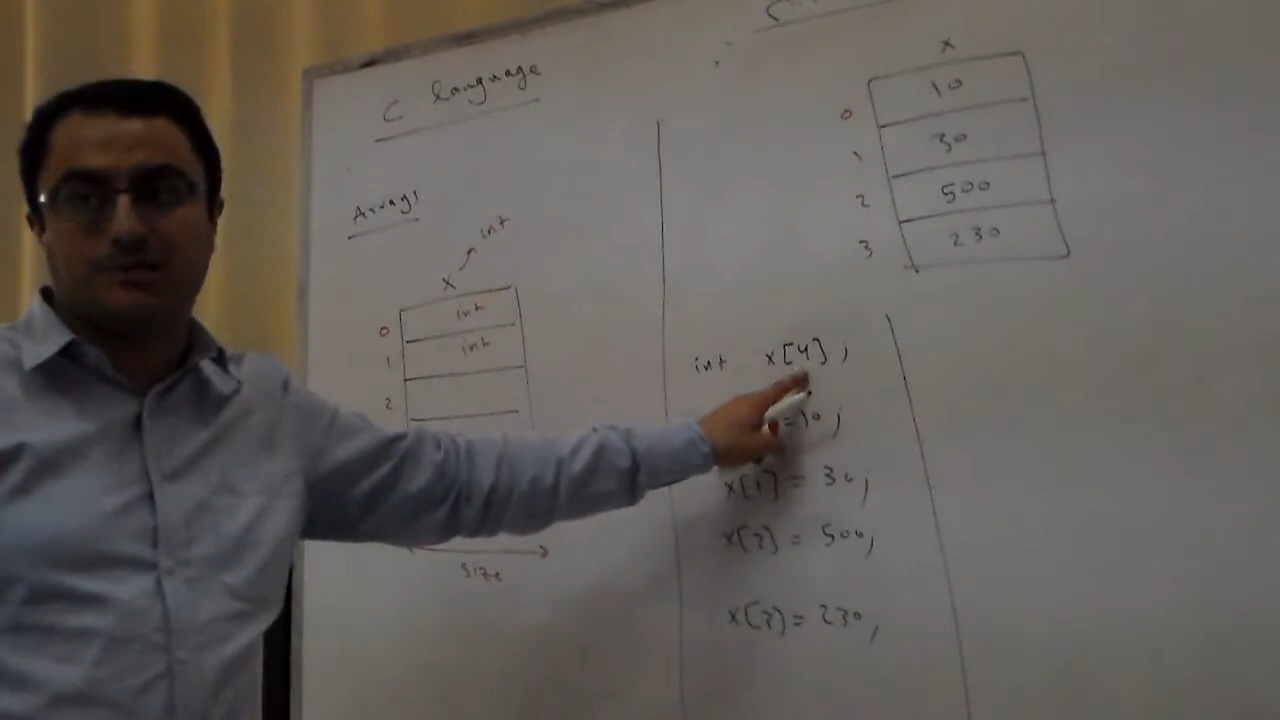 C language
Arrays
int
X
0 int
1 int
2
size
X
0 10
1 30
2 500
3 230
int x[4];
=10;
x[1] = 30;
x[2] = 500;
x[3] = 230;